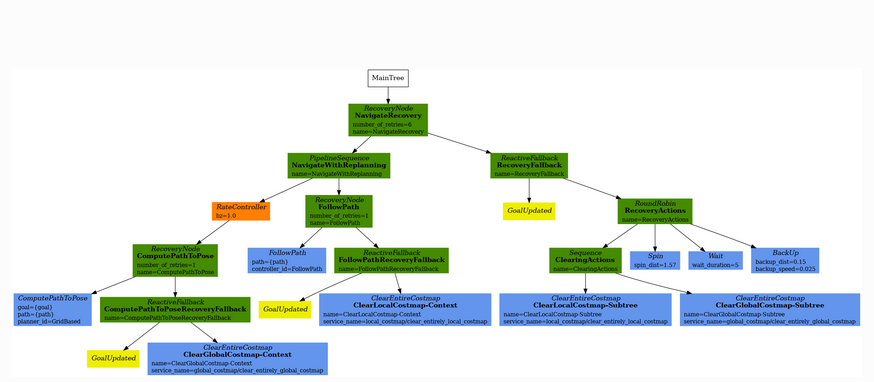 MainTree
RecoveryNode
NavigateRecovery
number_of_retries=6
name=NavigateRecovery
PipelineSequence
NavigateWithReplanning
name=NavigateWithReplanning
ReactiveFallback
RecoveryFallback
name=RecoveryFallback
RateController
hz=1.0
RecoveryNode
FollowPath
number_of_retries=1
name=FollowPath
GoalUpdated
RoundRobin
RecoveryActions
name=RecoveryActions
RecoveryNode
ComputePathToPose
number_of_retries=1
name=ComputePathToPose
FollowPath
path={path}
controller_id=FollowPath
ReactiveFallback
FollowPathRecoveryFallback
name=FollowPathRecoveryFallback
Sequence
ClearingActions
name=ClearingActions
Spin
spin_dist=1.57
Wait
wait_duration=5
BackUp
backup_dist=0.15
backup_speed=0.025
ComputePathToPose
goal={goal}
path={path}
planner_id=GridBased
ReactiveFallback
ComputePathToPoseRecoveryFallback
name=ComputePathToPoseRecoveryFallback
GoalUpdated
ClearEntireCostmap
ClearLocalCostmap-Context
name=ClearLocalCostmap-Context
service_name=local_costmap/clear_entirely_local_costmap
ClearEntireCostmap
ClearLocalCostmap-Subtree
name=ClearLocalCostmap-Subtree
service_name=local_costmap/clear_entirely_local_costmap
ClearEntireCostmap
ClearGlobalCostmap-Subtree
name=ClearGlobalCostmap-Subtree
service_name=global_costmap/clear_entirely_global_costmap
GoalUpdated
ClearEntireCostmap
ClearGlobalCostmap-Context
name=ClearGlobalCostmap-Context
service_name=global_costmap/clear_entirely_global_costmap